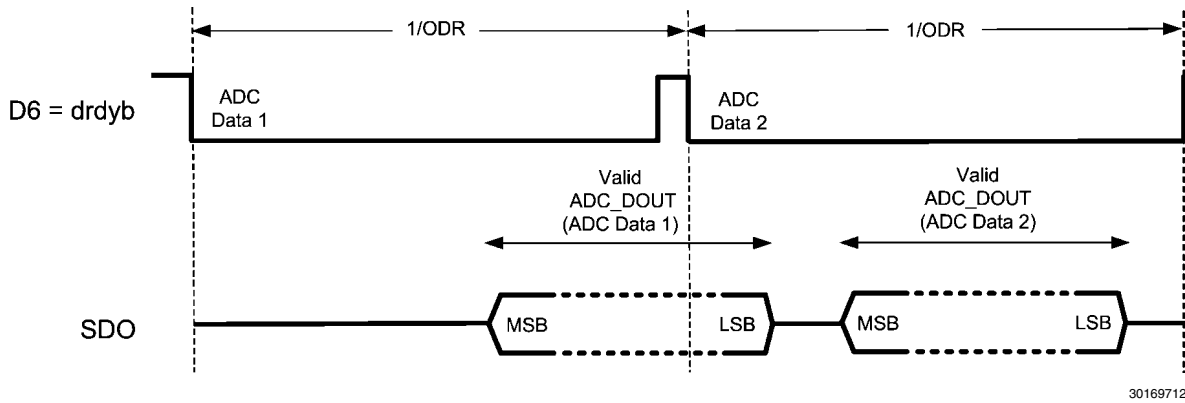 1/ODR
1/ODR
D6 = drdyb
ADC
Data 1
ADC
Data 2
Valid
ADC_DOUT
(ADC Data 1)
Valid
ADC_DOUT
(ADC Data 2)
SDO
MSB
LSB
MSB
LSB
30169712